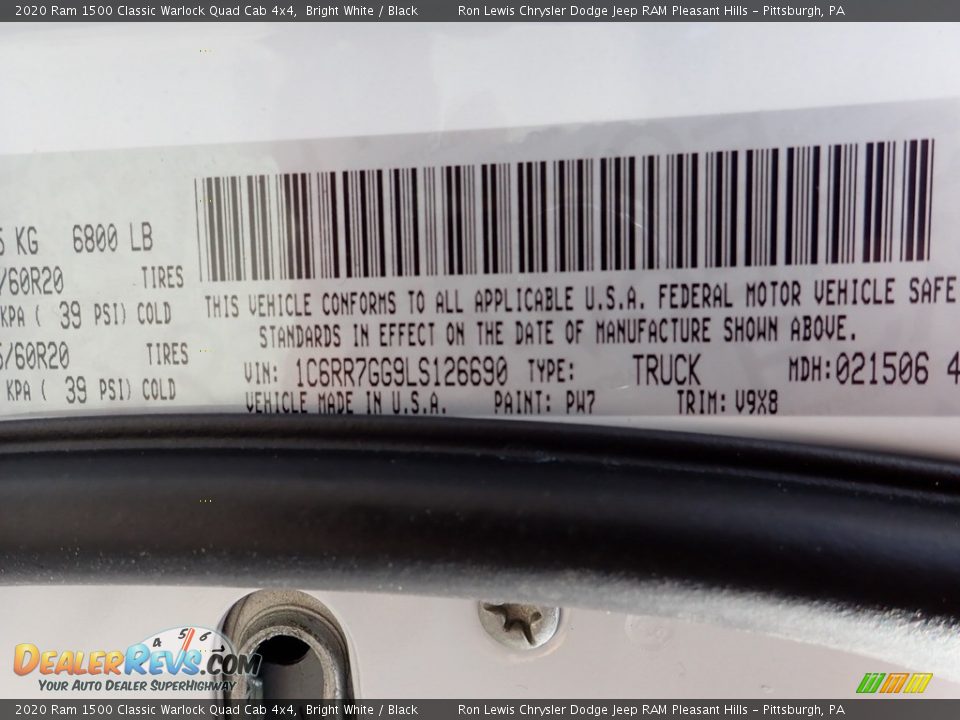 2020 Ram 1500 Classic Warlock Quad Cab 4x4, Bright White / Black Ron Lewis Chrysler Dodge Jeep RAM Pleasant Hills – Pittsburgh, PA
KG 6800 LB
/60R20 TIRES
KPA ( 39 PSI) COLD
/60R20 TIRES
KPA ( 39 PSI) COLD
THIS VEHICLE CONFORMS TO ALL APPLICABLE U.S.A. FEDERAL MOTOR VEHICLE SAFE
STANDARDS IN EFFECT ON THE DATE OF MANUFACTURE SHOWN ABOVE.
VIN: 1C6RR7GG9LS126690 TYPE: TRUCK MDH:021506 4
VEHICLE MADE IN U.S.A. PAINT: PW7 TRIM: V9X8
4 5 6
DEALERREVS.COM
YOUR AUTO DEALER SUPERHIGHWAY
2020 Ram 1500 Classic Warlock Quad Cab 4x4, Bright White / Black Ron Lewis Chrysler Dodge Jeep RAM Pleasant Hills – Pittsburgh, PA